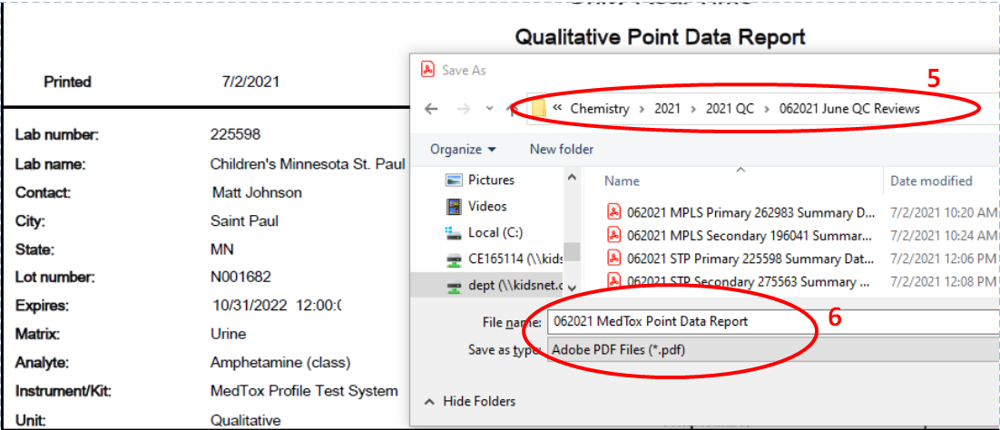 Qualitative Point Data Report
Printed 7/2/2021
Lab number: 225598
Lab name: Children's Minnesota St. Paul
Contact: Matt Johnson
City: Saint Paul
State: MN
Lot number: N001682
Expires: 10/31/2022 12:00:0
Matrix: Urine
Analyte: Amphetamine (class)
Instrument/Kit: MedTox Profile Test System
Unit: Qualitative
Save As
5
« Chemistry > 2021 > 2021 QC > 062021 June QC Reviews
Organize New folder
Pictures
Videos
Local (C:)
CE165114 (\\kids
dept (\\kidsnet.c
Name Date modified
062021 MPLS Primary 262983 Summary D... 7/2/2021 10:20 AM
062021 MPLS Secondary 196041 Summar... 7/2/2021 10:24 AM
062021 STP Primary 225598 Summary Dat... 7/2/2021 12:06 PM
062021 STP Secondary 275563 Summary ... 7/2/2021 12:08 PM
File name: 062021 MedTox Point Data Report
6
Save as type: Adobe PDF Files (*.pdf)
Hide Folders